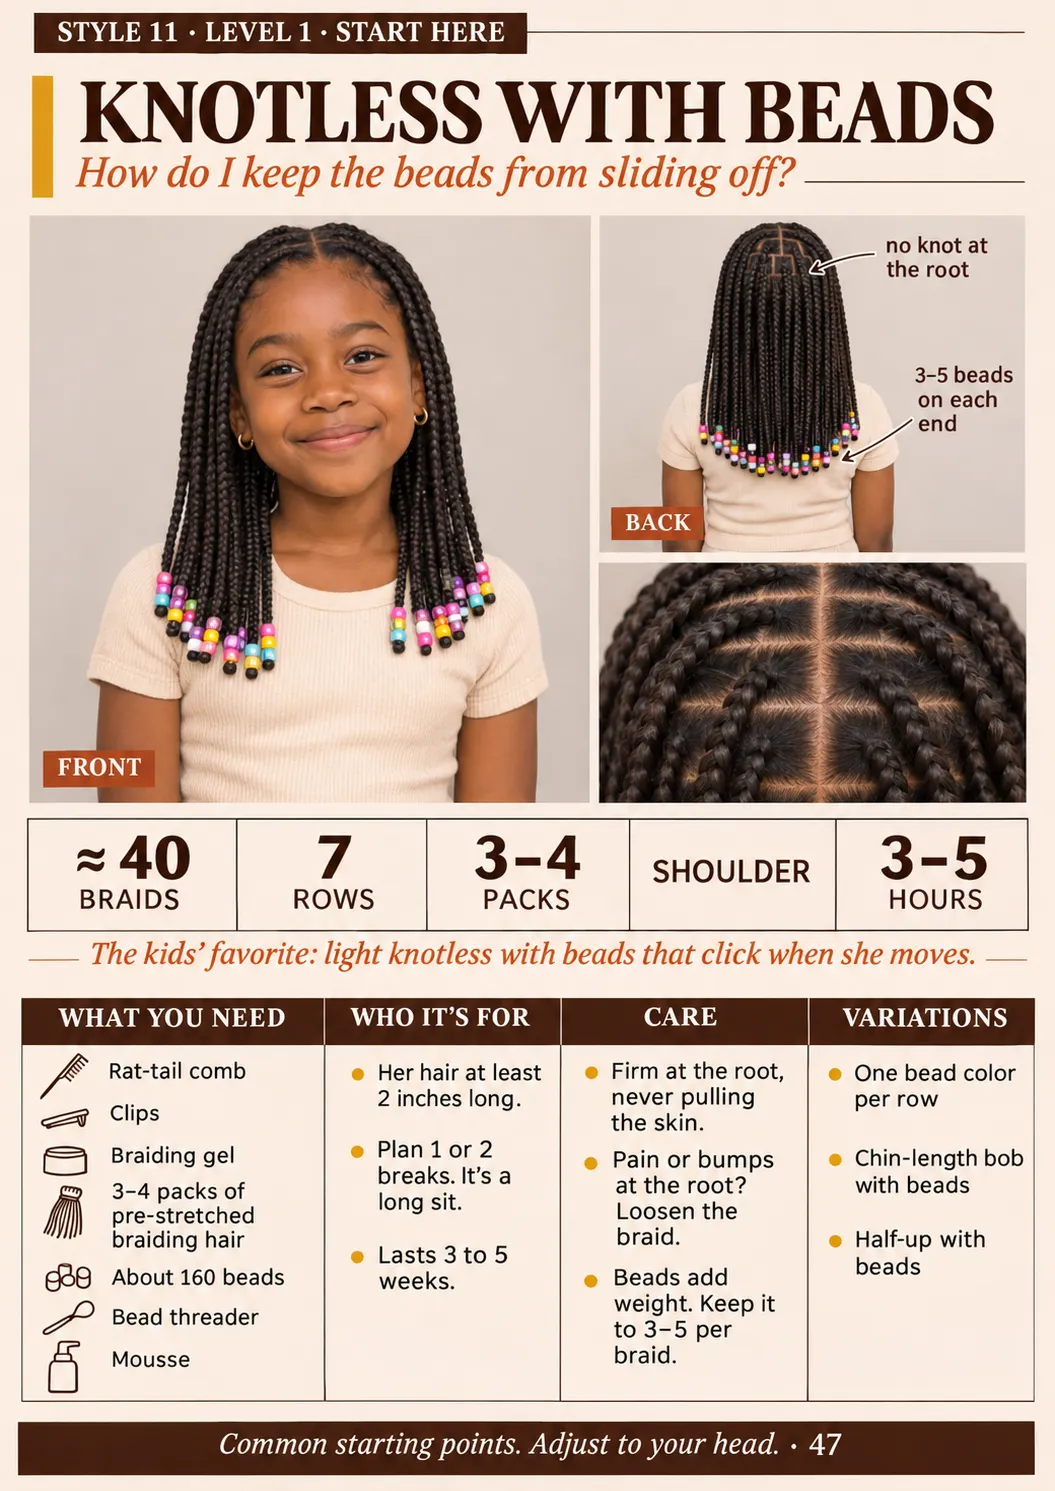 STYLE 11 · LEVEL 1 · START HERE
KNOTLESS WITH BEADS
How do I keep the beads from sliding off?
no knot at
the root
3–5 beads
on each
end
BACK
FRONT
≈ 40
BRAIDS
7
ROWS
3–4
PACKS
SHOULDER
3–5
HOURS
The kids' favorite: light knotless with beads that click when she moves.
WHAT YOU NEED
Rat-tail comb
Clips
Braiding gel
3–4 packs of
pre-stretched
braiding hair
About 160 beads
Bead threader
Mousse
WHO IT'S FOR
Her hair at least
2 inches long.
Plan 1 or 2
breaks. It's a
long sit.
Lasts 3 to 5
weeks.
CARE
Firm at the root,
never pulling
the skin.
Pain or bumps
at the root?
Loosen the
braid.
Beads add
weight. Keep it
to 3–5 per
braid.
VARIATIONS
One bead color
per row
Chin-length bob
with beads
Half-up with
beads
Common starting points. Adjust to your head. · 47